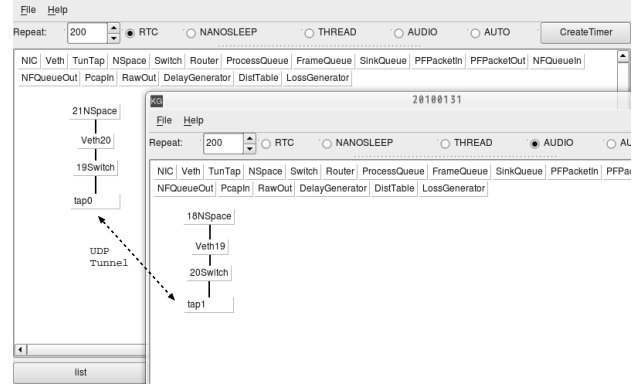 File Help
Repeat: 200 RTC NANOSLEEP THREAD AUDIO AUTO CreateTimer
NIC Veth TunTap NSpace Switch Router ProcessQueue FrameQueue SinkQueue PFPacketIn PFPacketOut NFQueueIn
NFQueueOut PcapIn RawOut DelayGenerator DistTable LossGenerator
21NSpace
Veth20
19Switch
tap0
UDP
Tunnel
list
KG 20100131
File Help
Repeat: 200 RTC NANOSLEEP THREAD AUDIO AU
NIC Veth TunTap NSpace Switch Router ProcessQueue FrameQueue SinkQueue PFPacketIn PFPac
NFQueueOut PcapIn RawOut DelayGenerator DistTable LossGenerator
18NSpace
Veth19
20Switch
tap1